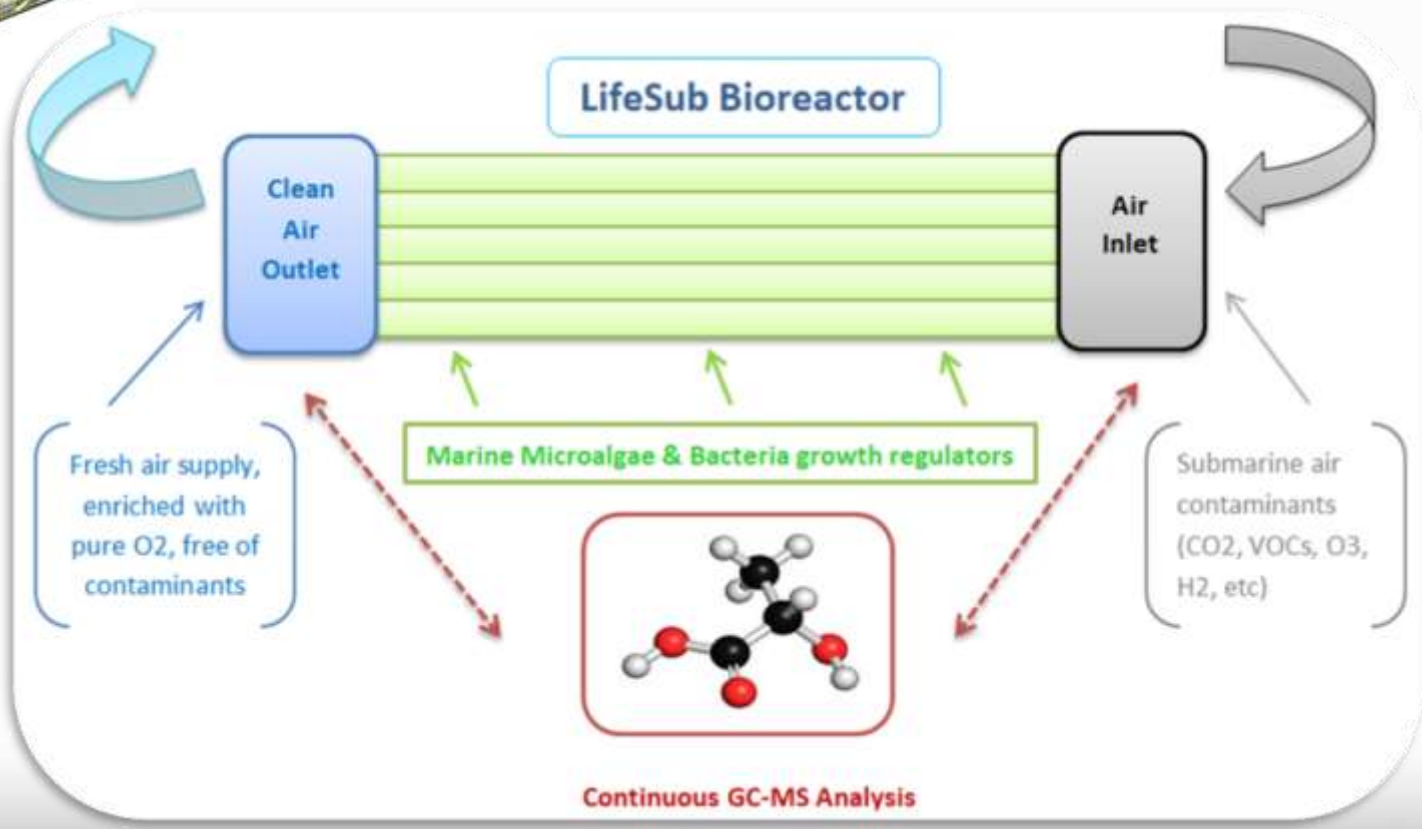 LifeSub Bioreactor
Clean
Air
Outlet
Air
Inlet
Marine Microalgae & Bacteria growth regulators
Fresh air supply,
enriched with
pure O2, free of
contaminants
Submarine air
contaminants
(CO2, VOCs, O3,
H2, etc)
Continuous GC-MS Analysis